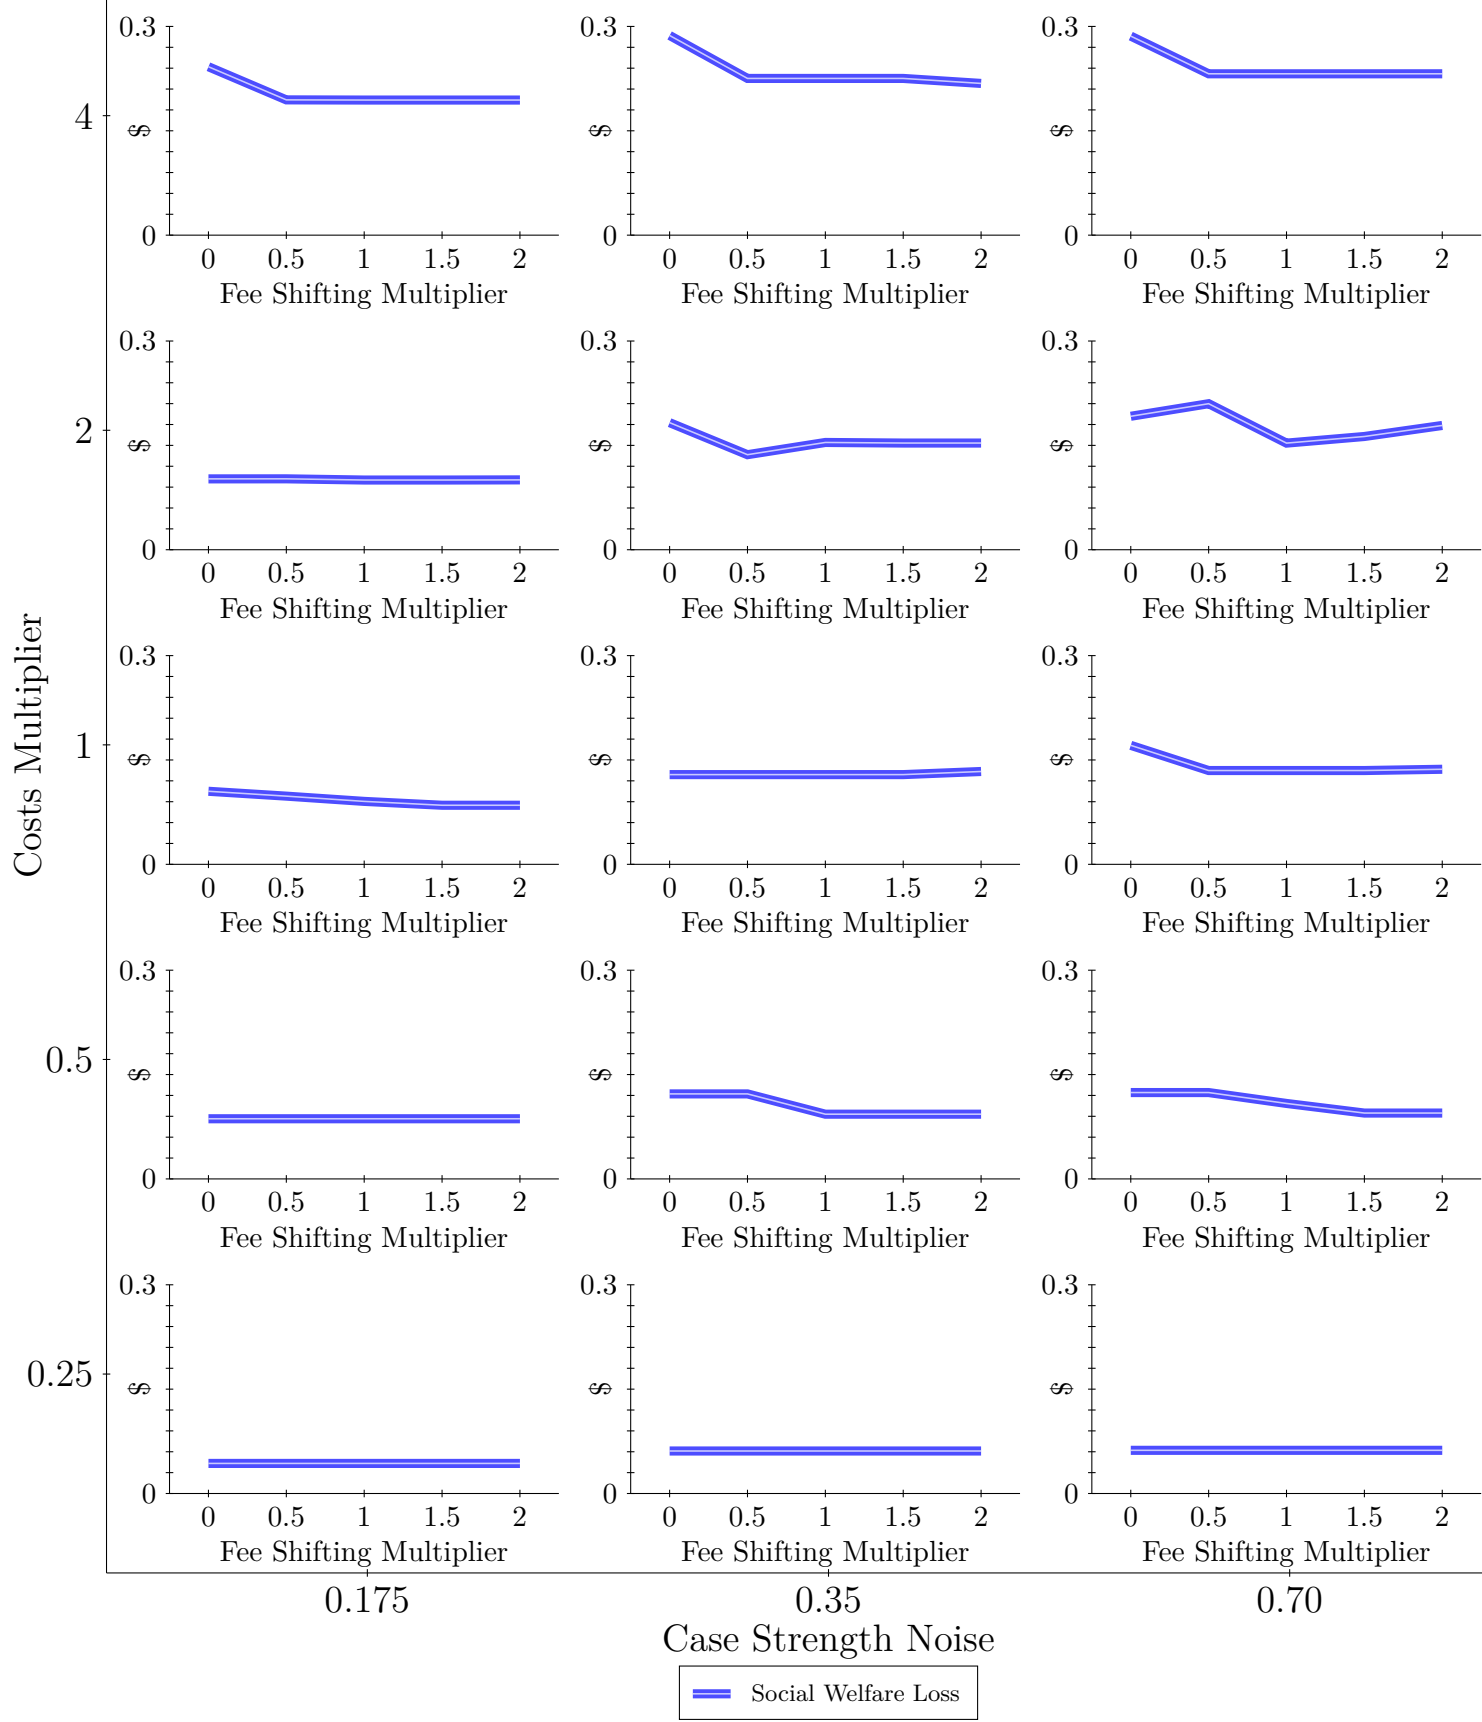 Costs Multiplier
4
0.3 0.3 0.3
$ $ $
0 0 0
0 0.5 1 1.5 2 0 0.5 1 1.5 2 0 0.5 1 1.5 2
Fee Shifting Multiplier Fee Shifting Multiplier Fee Shifting Multiplier
2
0.3 0.3 0.3
$ $ $
0 0 0
0 0.5 1 1.5 2 0 0.5 1 1.5 2 0 0.5 1 1.5 2
Fee Shifting Multiplier Fee Shifting Multiplier Fee Shifting Multiplier
1
0.3 0.3 0.3
$ $ $
0 0 0
0 0.5 1 1.5 2 0 0.5 1 1.5 2 0 0.5 1 1.5 2
Fee Shifting Multiplier Fee Shifting Multiplier Fee Shifting Multiplier
0.5
0.3 0.3 0.3
$ $ $
0 0 0
0 0.5 1 1.5 2 0 0.5 1 1.5 2 0 0.5 1 1.5 2
Fee Shifting Multiplier Fee Shifting Multiplier Fee Shifting Multiplier
0.25
0.3 0.3 0.3
$ $ $
0 0 0
0 0.5 1 1.5 2 0 0.5 1 1.5 2 0 0.5 1 1.5 2
Fee Shifting Multiplier Fee Shifting Multiplier Fee Shifting Multiplier
0.175 0.35 0.70
Case Strength Noise
Social Welfare Loss